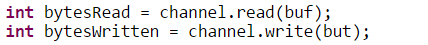 int bytesRead = channel.read(buf);
int bytesWritten = channel.write(but);